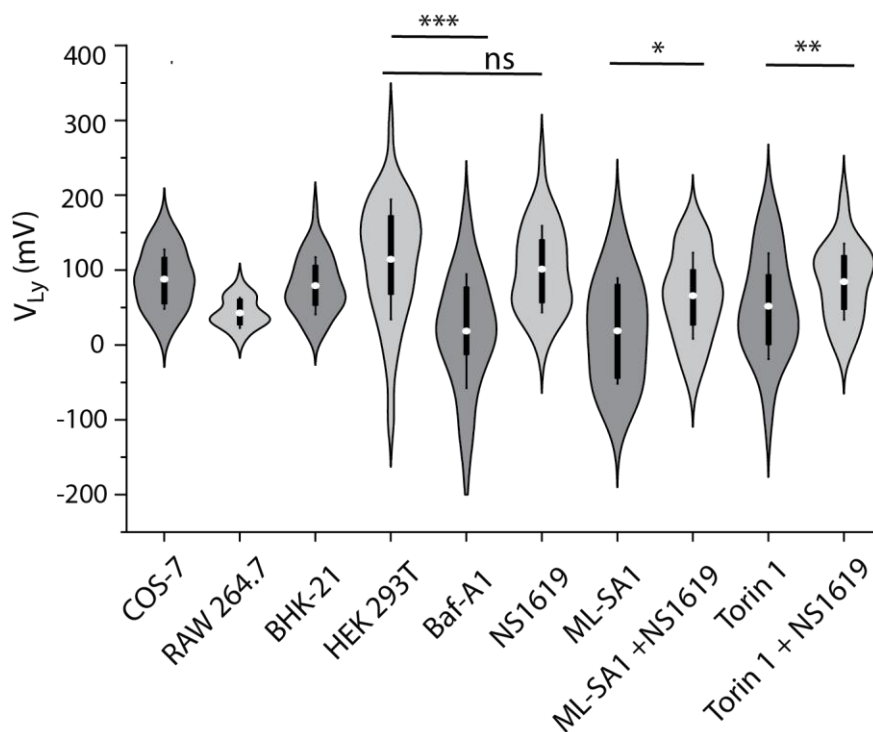 ***
ns
*
**
400
300
200
100
0
-100
-200
V_Ly (mV)
COS-7
RAW 264.7
BHK-21
HEK 293T
Baf-A1
NS1619
ML-SA1
ML-SA1 +NS1619
Torin 1
Torin 1 + NS1619